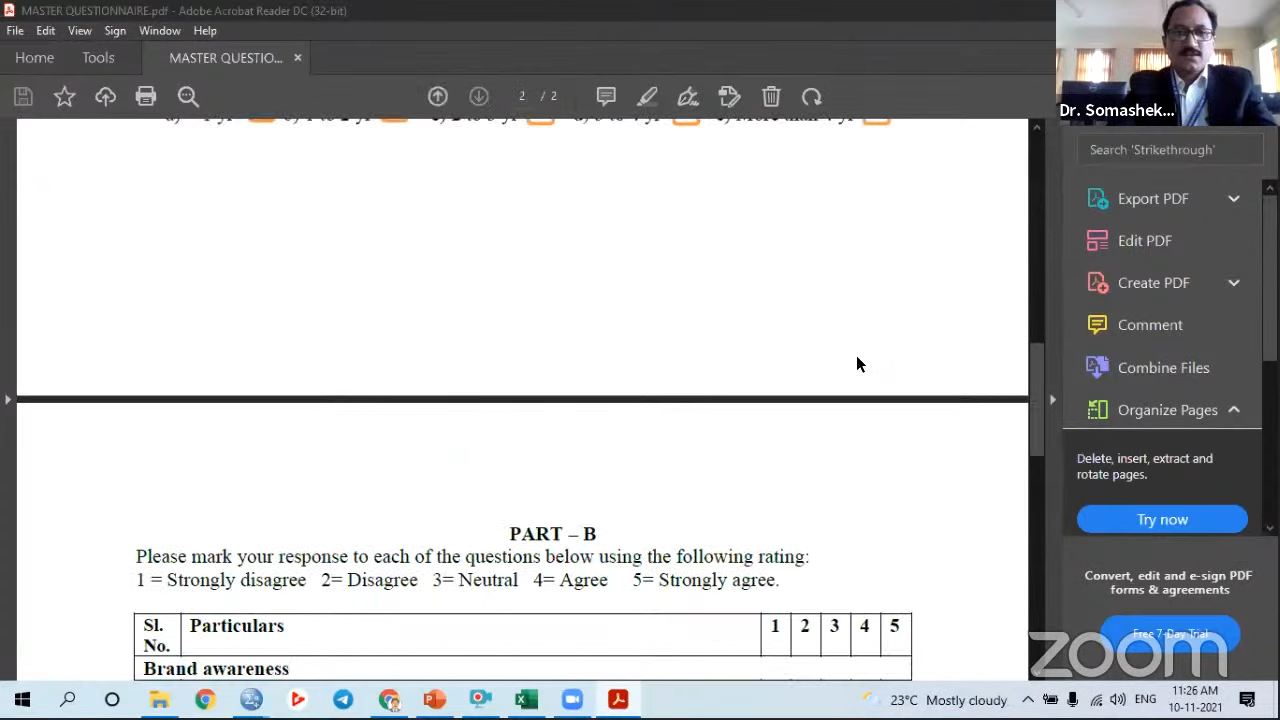 MASTER QUESTIONNAIRE.pdf - Adobe Acrobat Reader DC (32-bit)
File Edit View Sign Window Help
Home Tools MASTER QUESTIO... ×
2 / 2
Dr. Somashek...
Search 'Strikethrough'
Export PDF
Edit PDF
Create PDF
Comment
Combine Files
Organize Pages
Delete, insert, extract and
rotate pages.
Try now
Convert, edit and e-sign PDF
forms & agreements
Free 7-Day Trial
PART – B
Please mark your response to each of the questions below using the following rating:
1 = Strongly disagree 2= Disagree 3= Neutral 4= Agree 5= Strongly agree.
Sl. No. Particulars 1 2 3 4 5
Brand awareness
zoom
23°C Mostly cloudy
ENG
11:26 AM
10-11-2021